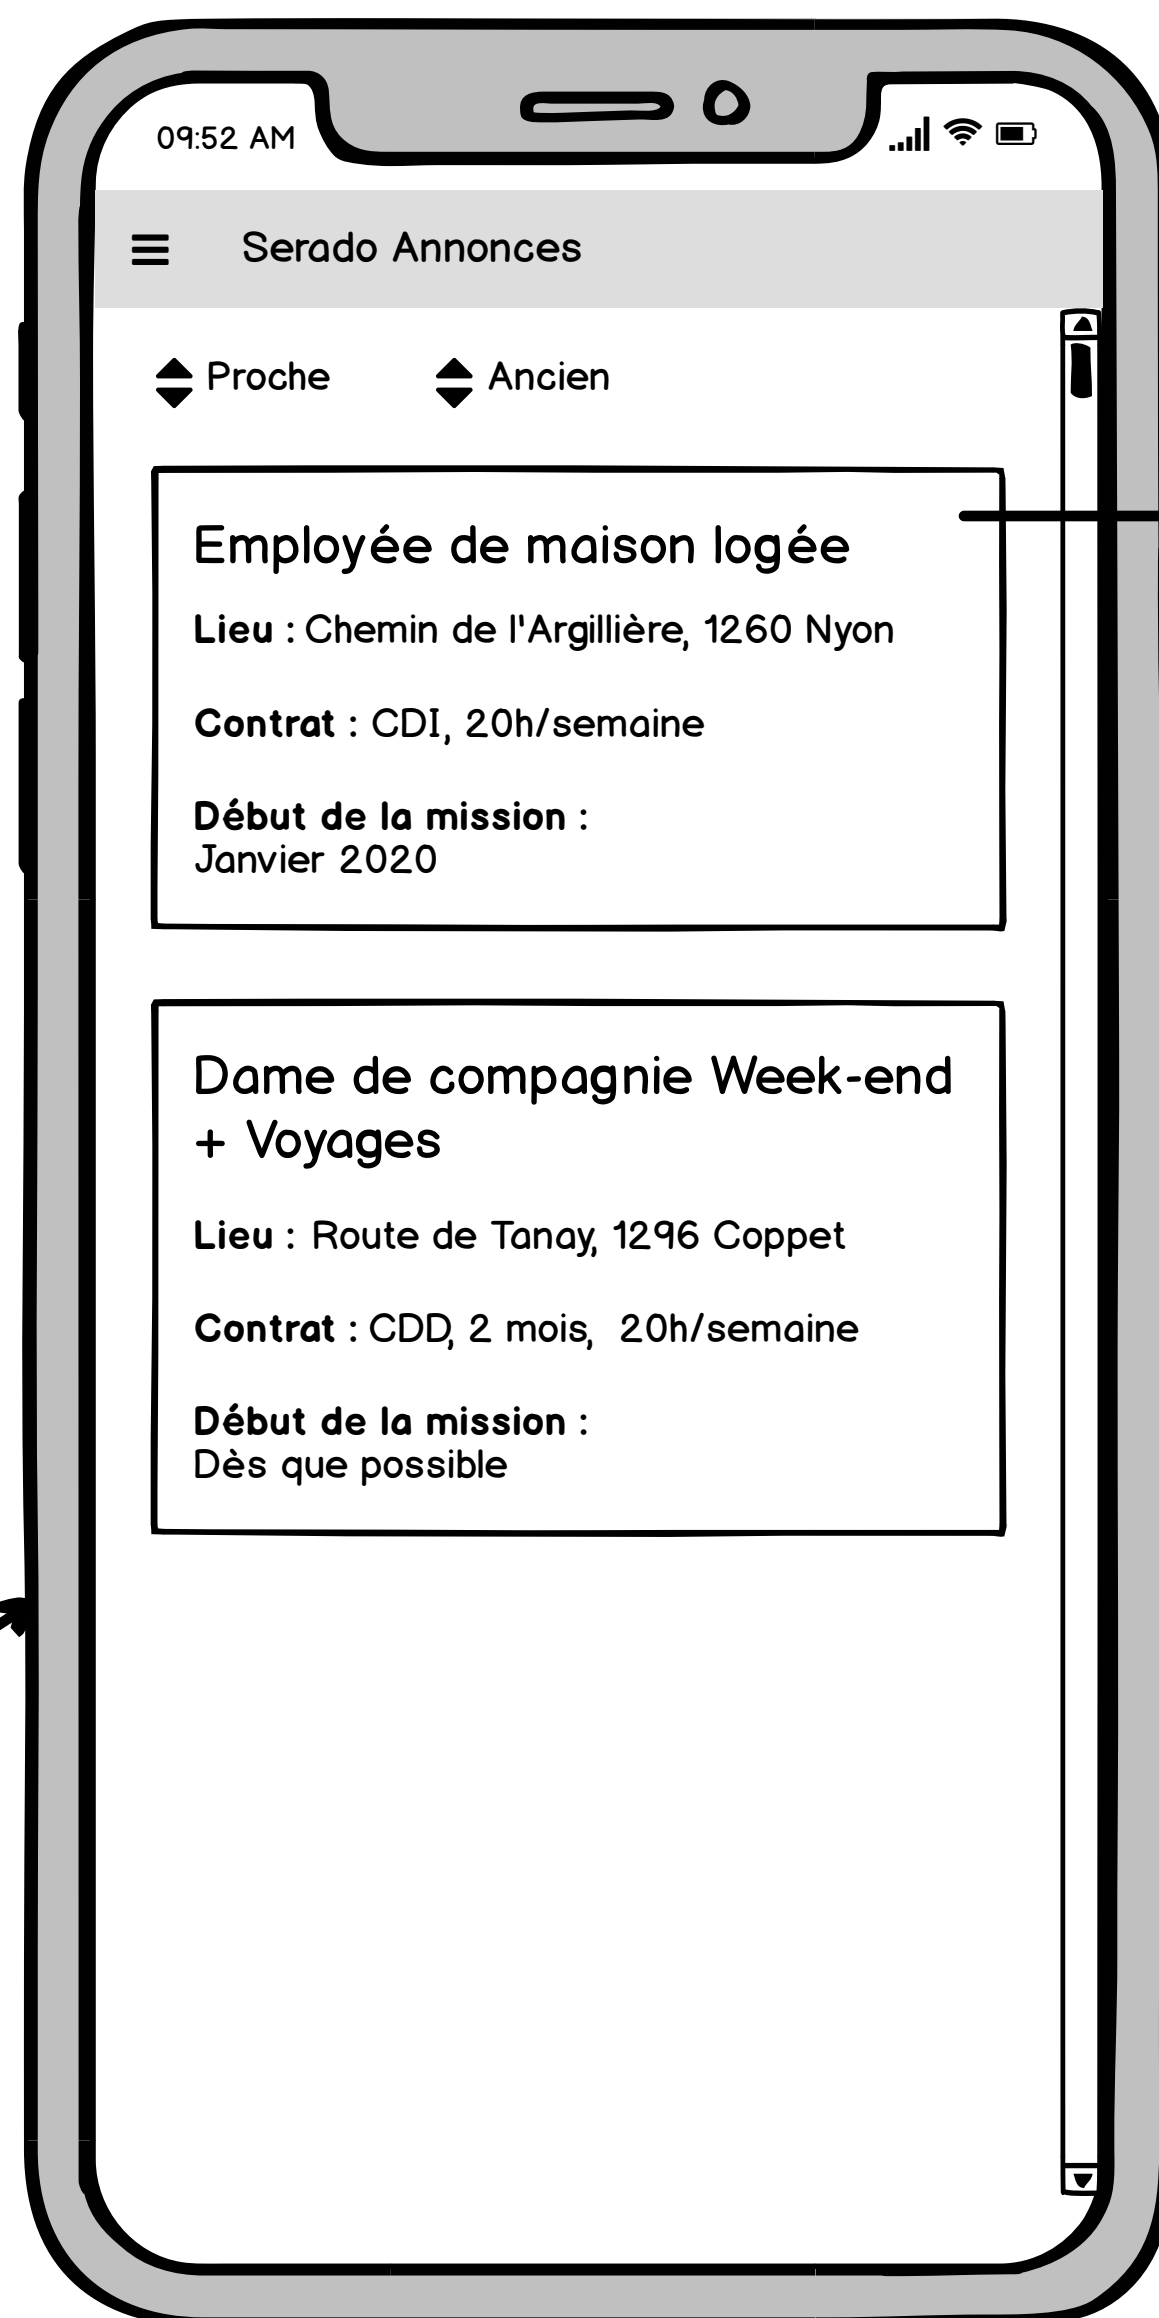 09:52 AM
Serado Annonces
Proche Ancien
Employée de maison logée
Lieu : Chemin de l'Argillière, 1260 Nyon
Contrat : CDI, 20h/semaine
Début de la mission :
Janvier 2020
Dame de compagnie Week-end
+ Voyages
Lieu : Route de Tanay, 1296 Coppet
Contrat : CDD, 2 mois, 20h/semaine
Début de la mission :
Dès que possible